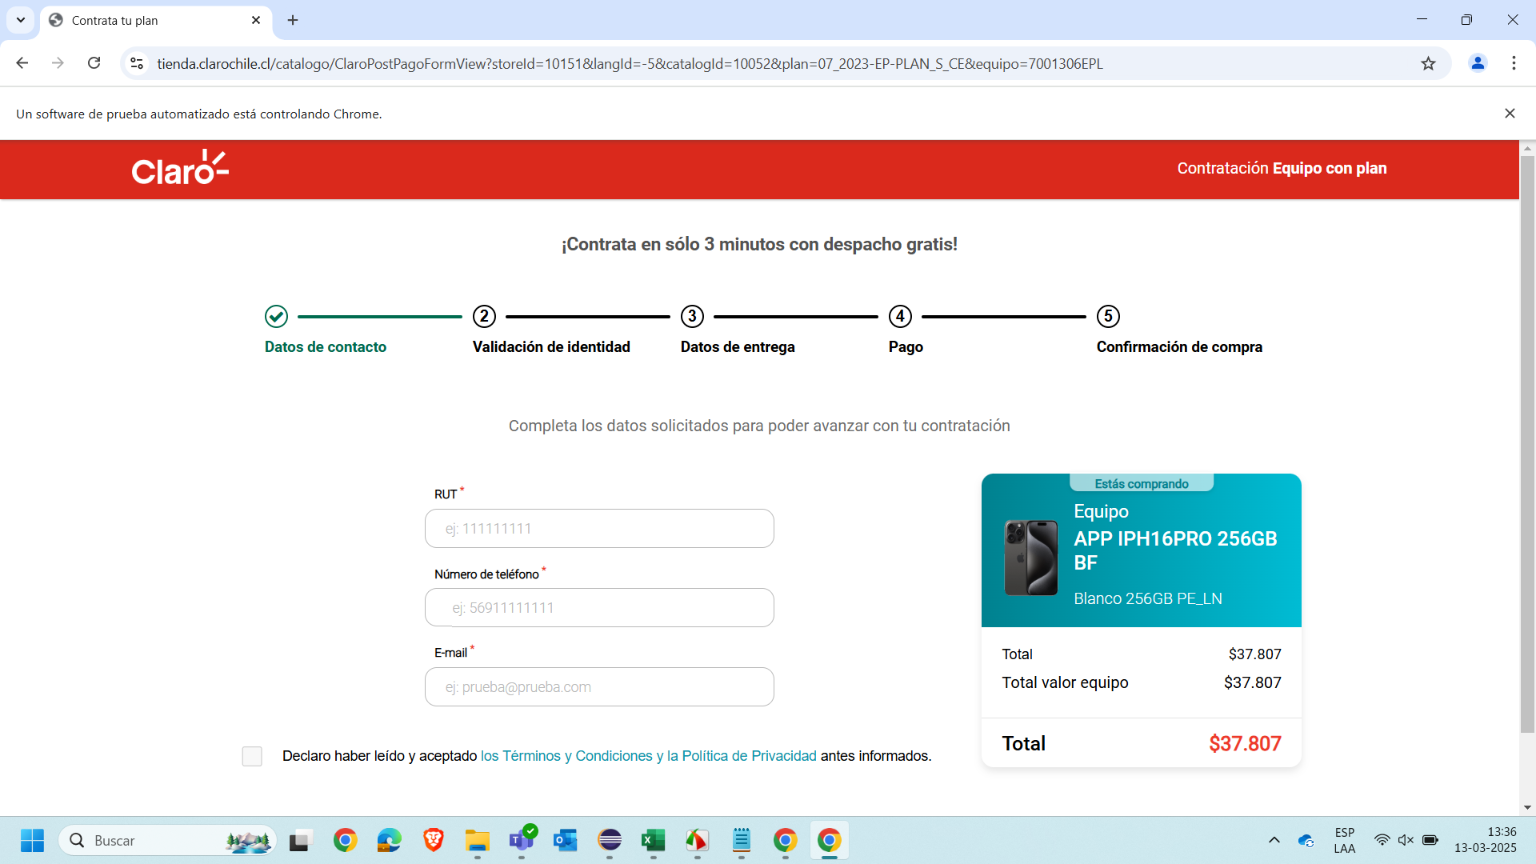 Contrata tu plan
tienda.clarochile.cl/catalogo/ClaroPostPagoFormView?storeId=10151&langId=-5&catalogId=10052&plan=07_2023-EP-PLAN_S_CE&equipo=7001306EPL
Un software de prueba automatizado está controlando Chrome.
Claro
Contratación Equipo con plan
¡Contrata en sólo 3 minutos con despacho gratis!
2 3 4 5
Datos de contacto Validación de identidad Datos de entrega Pago Confirmación de compra
Completa los datos solicitados para poder avanzar con tu contratación
RUT *
ej: 111111111
Número de teléfono *
ej: 56911111111
E-mail *
ej: prueba@prueba.com
Declaro haber leído y aceptado los Términos y Condiciones y la Política de Privacidad antes informados.
Estás comprando
Equipo
APP IPH16PRO 256GB
BF
Blanco 256GB PE_LN
Total $37.807
Total valor equipo $37.807
Total $37.807
Buscar
ESP
LAA
13:36
13-03-2025